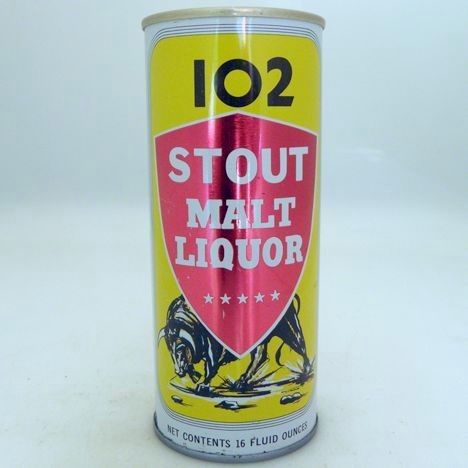 102
STOUT
MALT
LIQUOR
NET CONTENTS 16 FLUID OUNCES